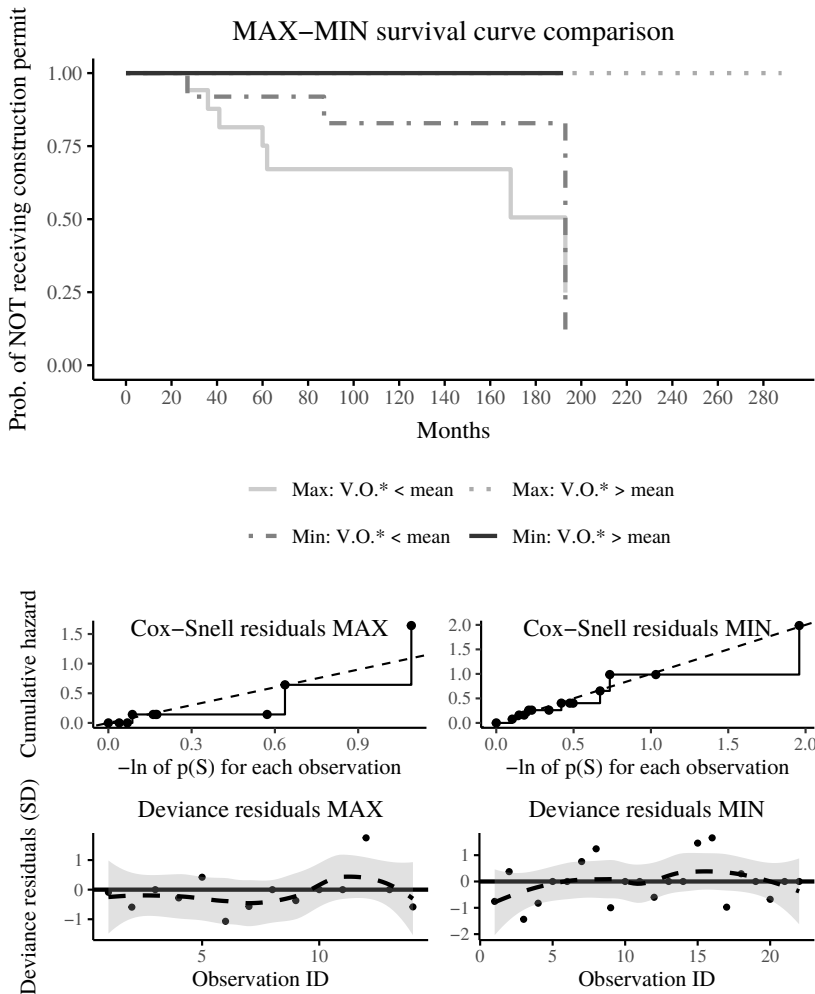 MAX−MIN survival curve comparison
Prob. of NOT receiving construction permit
1.00
0.75
0.50
0.25
0.00
0 20 40 60 80 100 120 140 160 180 200 220 240 260 280
Months
Max: V.O.* < mean Max: V.O.* > mean
Min: V.O.* < mean Min: V.O.* > mean
Cox−Snell residuals MAX
Cumulative hazard
1.5
1.0
0.5
0.0
0.0 0.3 0.6 0.9
−ln of p(S) for each observation
Cox−Snell residuals MIN
2.0
1.5
1.0
0.5
0.0
0.0 0.5 1.0 1.5 2.0
−ln of p(S) for each observation
Deviance residuals MAX
Deviance residuals (SD)
1
0
−1
5 10
Observation ID
Deviance residuals MIN
1
0
−1
−2
0 5 10 15 20
Observation ID